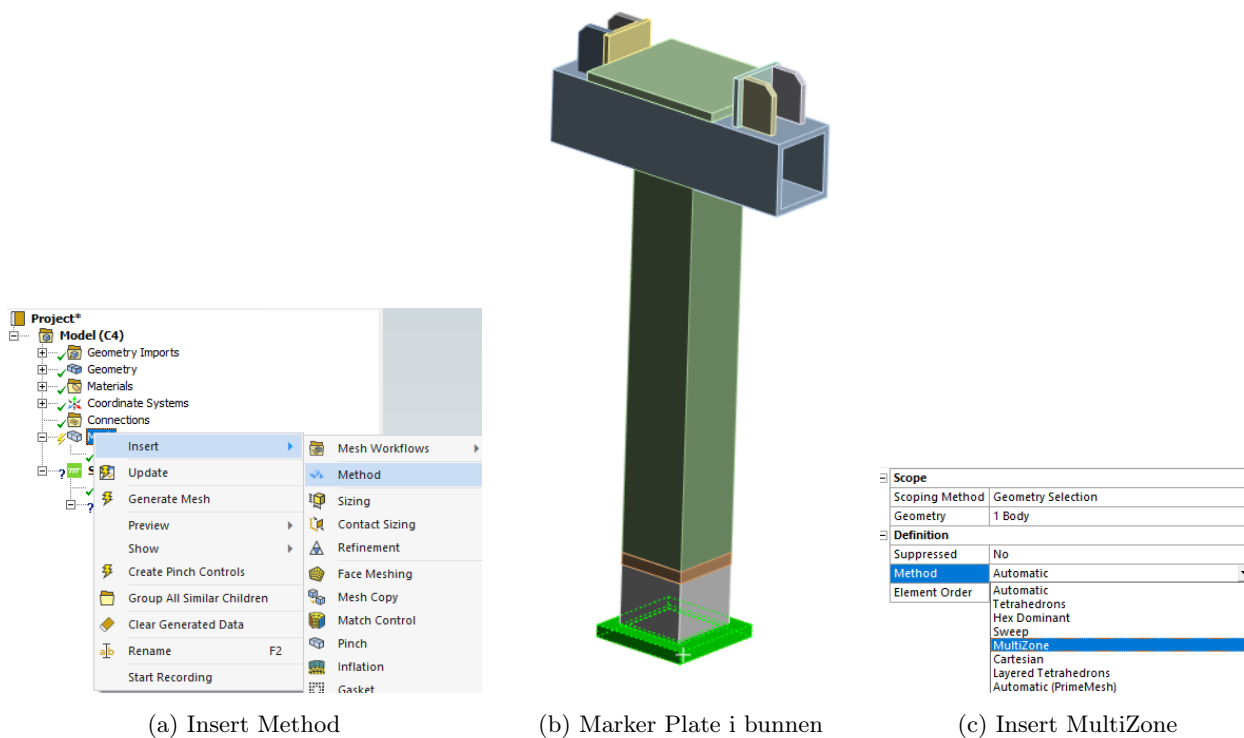 Project*
Model (C4)
Geometry Imports
Geometry
Materials
Coordinate Systems
Connections
Insert
Update
Generate Mesh
Preview
Show
Create Pinch Controls
Group All Similar Children
Clear Generated Data
Rename F2
Start Recording
Mesh Workflows
Method
Sizing
Contact Sizing
Refinement
Face Meshing
Mesh Copy
Match Control
Pinch
Inflation
Gasket
(a) Insert Method
(b) Marker Plate i bunnen
Scope
Scoping Method Geometry Selection
Geometry 1 Body
Definition
Suppressed No
Method Automatic
Element Order
Automatic
Tetrahedrons
Hex Dominant
Sweep
MultiZone
Cartesian
Layered Tetrahedrons
Automatic (PrimeMesh)
(c) Insert MultiZone